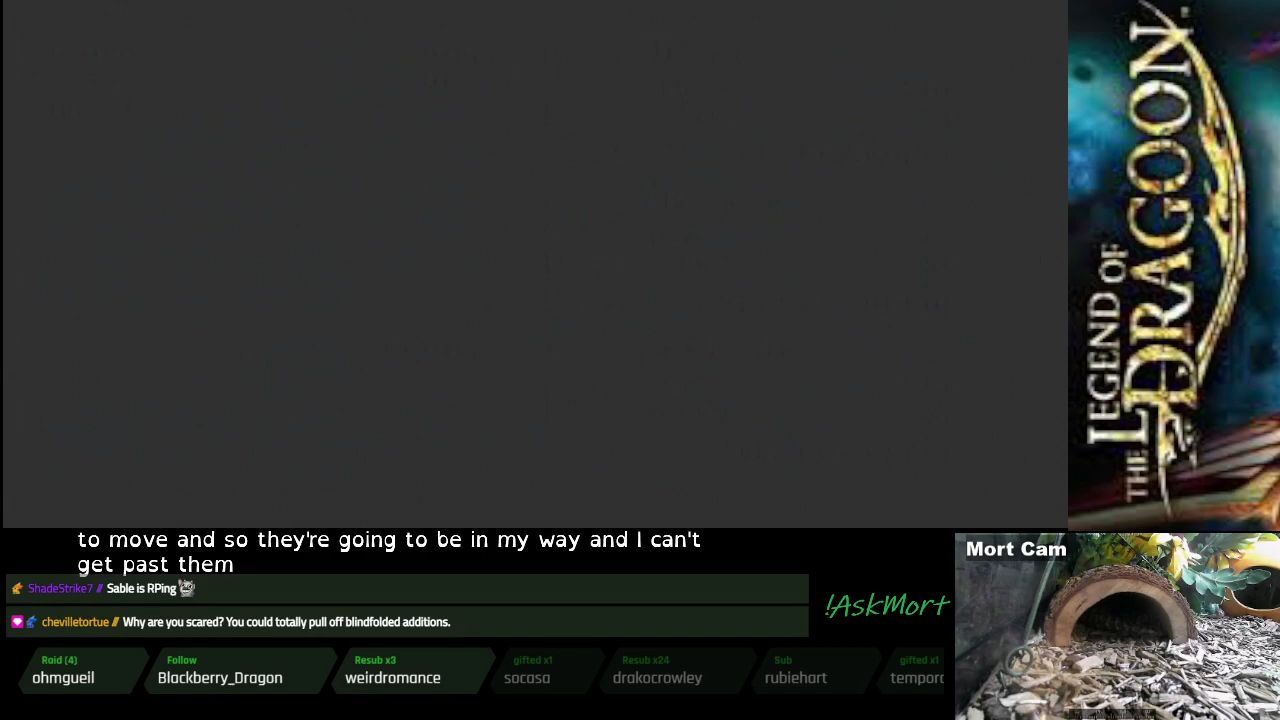 THE LEGEND OF
DRAGOON
to move and so they're going to be in my way and I can't
get past them
ShadeStrike7 // Sable is RPing
chevilletortue // Why are you scared? You could totally pull off blindfolded additions.
!AskMort
Mort Cam
Raid (4)
ohmgueil
Follow
Blackberry_Dragon
Resub x3
weirdromance
gifted x1
socasa
Resub x24
drakocrowley
Sub
rubiehart
gifted x1
temporc